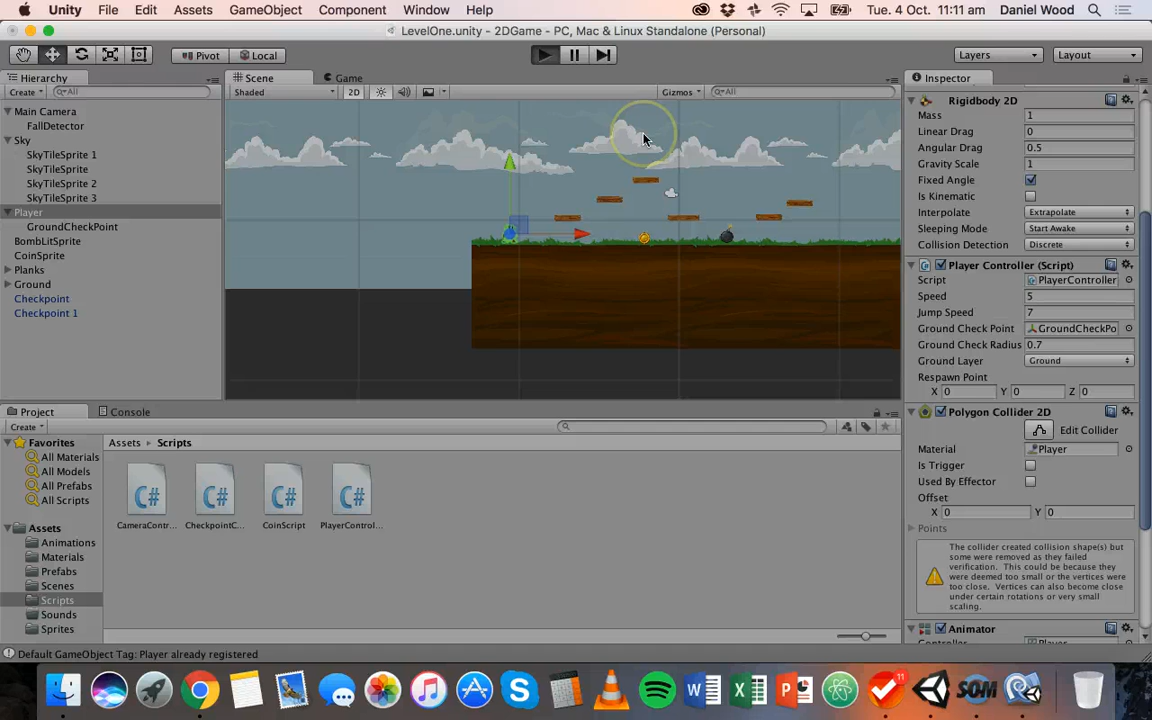 Unity File Edit Assets GameObject Component Window Help Tue. 4 Oct. 11:11 am Daniel Wood
LevelOne.unity - 2DGame - PC, Mac & Linux Standalone (Personal)
Pivot Local Layers Layout
Hierarchy
Create All
Main Camera
FallDetector
Sky
SkyTileSprite 1
SkyTileSprite
SkyTileSprite 2
SkyTileSprite 3
Player
GroundCheckPoint
BombLitSprite
CoinSprite
Planks
Ground
Checkpoint
Checkpoint 1
Scene Game
Shaded 2D Gizmos All
Inspector
Rigidbody 2D
Mass 1
Linear Drag 0
Angular Drag 0.5
Gravity Scale 1
Fixed Angle
Is Kinematic
Interpolate Extrapolate
Sleeping Mode Start Awake
Collision Detection Discrete
Player Controller (Script)
Script PlayerController
Speed 5
Jump Speed 7
Ground Check Point GroundCheckPo
Ground Check Radius 0.7
Ground Layer Ground
Respawn Point
X 0 Y 0 Z 0
Polygon Collider 2D
Edit Collider
Material Player
Is Trigger
Used By Effector
Offset
X 0 Y 0
Points
The collider created collision shape(s) but
some were removed as they failed
verification. This could be because they
were deemed too small or the vertices were
too close. Vertices can also become close
under certain rotations or very small
scaling.
Animator
Project Console
Create
Favorites
All Materials
All Models
All Prefabs
All Scripts
Assets
Animations
Materials
Prefabs
Scenes
Scripts
Sounds
Sprites
Assets Scripts
C# C# C# C#
CameraContr... CheckpointC... CoinScript PlayerControl...
Default GameObject Tag: Player already registered
11
SOM